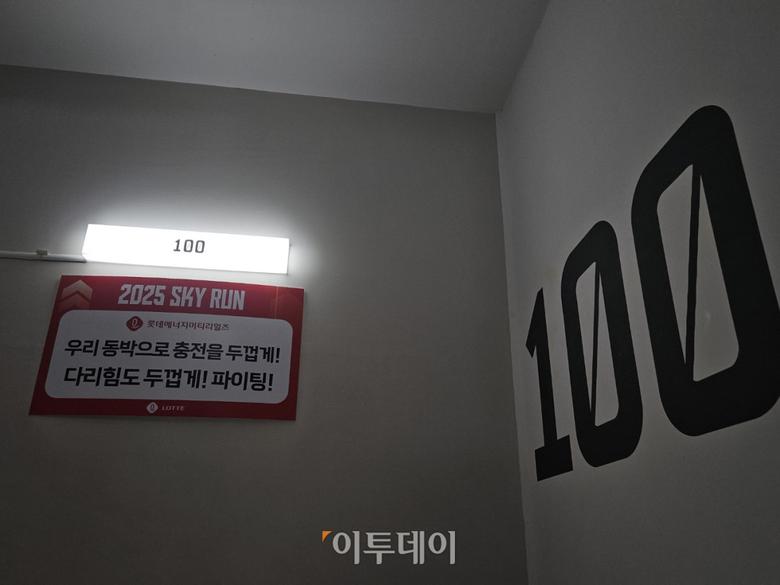 100
2025 SKY RUN
롯데에너지머티리얼즈
우리 동박으로 충전을 두껍게!
다리힘도 두껍게! 파이팅!
LOTTE
100
이투데이